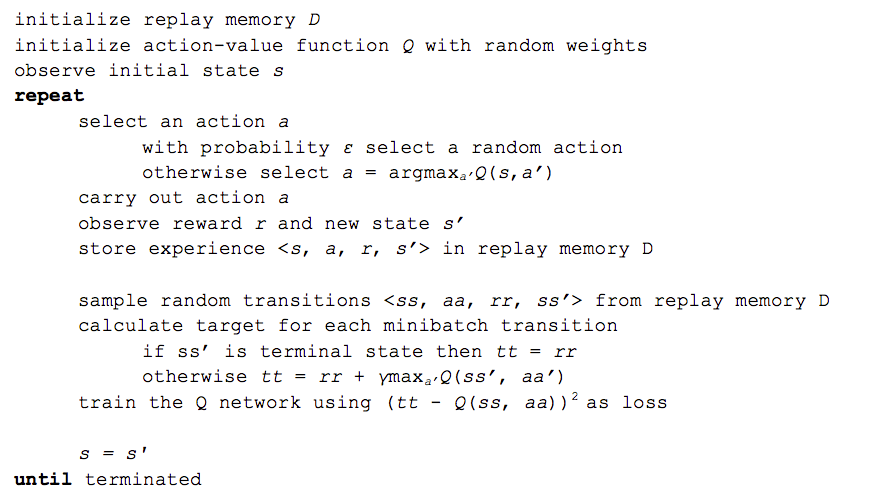 initialize replay memory D
initialize action-value function Q with random weights
observe initial state s
repeat
select an action a
with probability ε select a random action
otherwise select a = argmaxₐ′Q(s,a′)
carry out action a
observe reward r and new state s′
store experience <s, a, r, s′> in replay memory D
sample random transitions <ss, aa, rr, ss′> from replay memory D
calculate target for each minibatch transition
if ss′ is terminal state then tt = rr
otherwise tt = rr + γmaxₐ′Q(ss′, aa′)
train the Q network using (tt - Q(ss, aa))² as loss
s = s'
until terminated